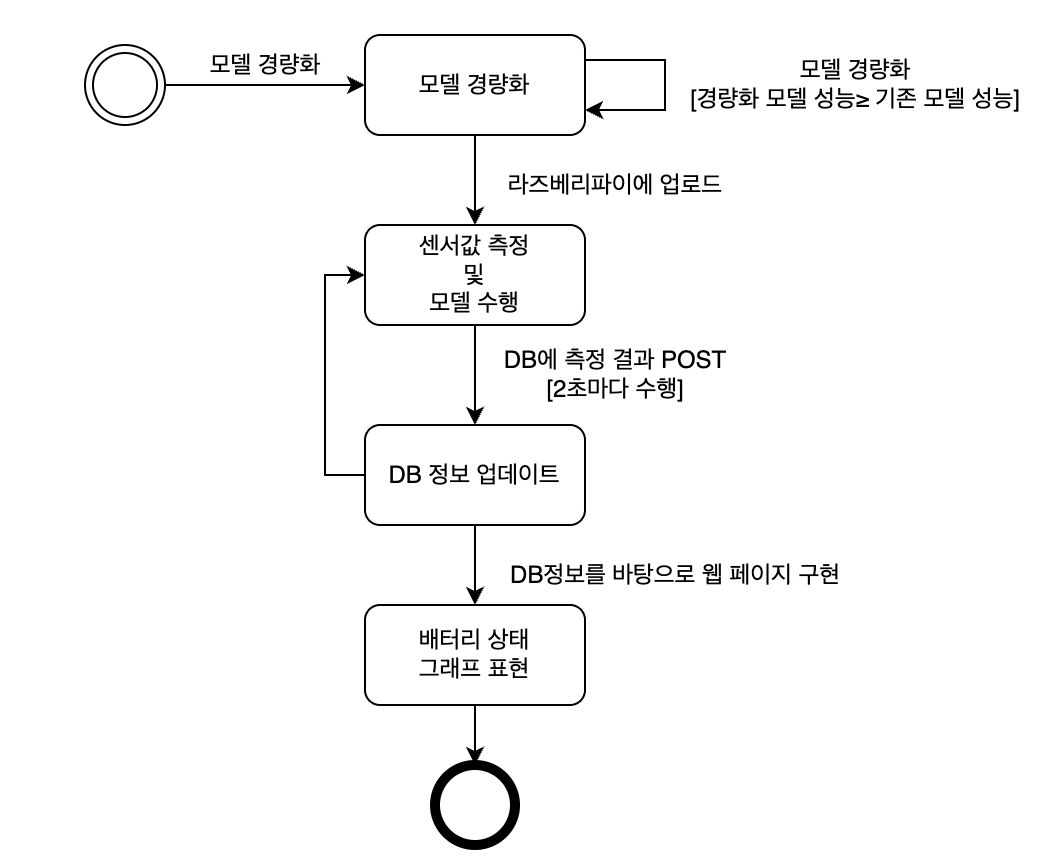 모델 경량화
모델 경량화
모델 경량화
[경량화 모델 성능≥ 기존 모델 성능]
라즈베리파이에 업로드
센서값 측정
및
모델 수행
DB에 측정 결과 POST
[2초마다 수행]
DB 정보 업데이트
DB정보를 바탕으로 웹 페이지 구현
배터리 상태
그래프 표현